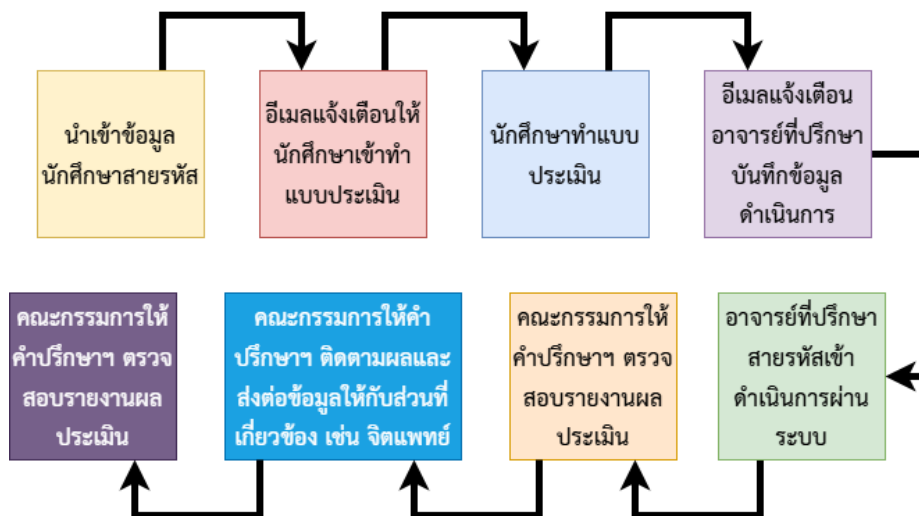 นำเข้าข้อมูล
นักศึกษาสายรหัส
อีเมลแจ้งเตือนให้
นักศึกษาเข้าทำ
แบบประเมิน
นักศึกษาทำแบบ
ประเมิน
อีเมลแจ้งเตือน
อาจารย์ที่ปรึกษา
บันทึกข้อมูล
ดำเนินการ
อาจารย์ที่ปรึกษา
สายรหัสเข้า
ดำเนินการผ่าน
ระบบ
คณะกรรมการให้
คำปรึกษาฯ ตรวจ
สอบรายงานผล
ประเมิน
คณะกรรมการให้คำ
ปรึกษาฯ ติดตามผลและ
ส่งต่อข้อมูลให้กับส่วนที่
เกี่ยวข้อง เช่น จิตแพทย์
คณะกรรมการให้
คำปรึกษาฯ ตรวจ
สอบรายงานผล
ประเมิน